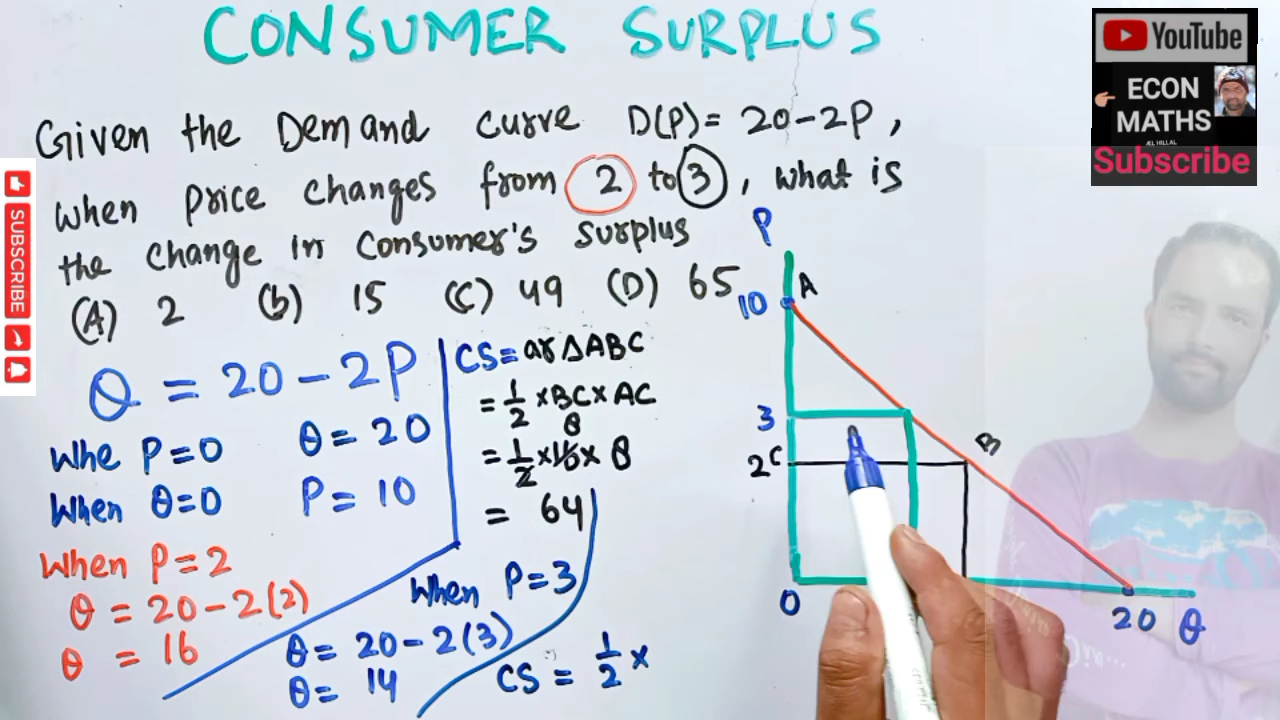 CONSUMER SURPLUS
YouTube
ECON
MATHS
Subscribe
Given the Demand curve D(P) = 20-2P,
when price changes from 2 to 3, what is
the change in Consumer's surplus
(A) 2 (b) 15 (C) 49 (D) 65
SUBSCRIBE
Q = 20-2P
Whe P=0 Q=20
When Q=0 P=10
When P=2
Q = 20-2(2)
Q = 16
CS = ar △ABC
= 1/2 × BC × AC
8
= 1/2 × 16 × 8
= 64
When P=3
Q = 20-2(3)
Q = 14
CS = 1/2 ×
P
10 A
3
2 C B
0 20 Q